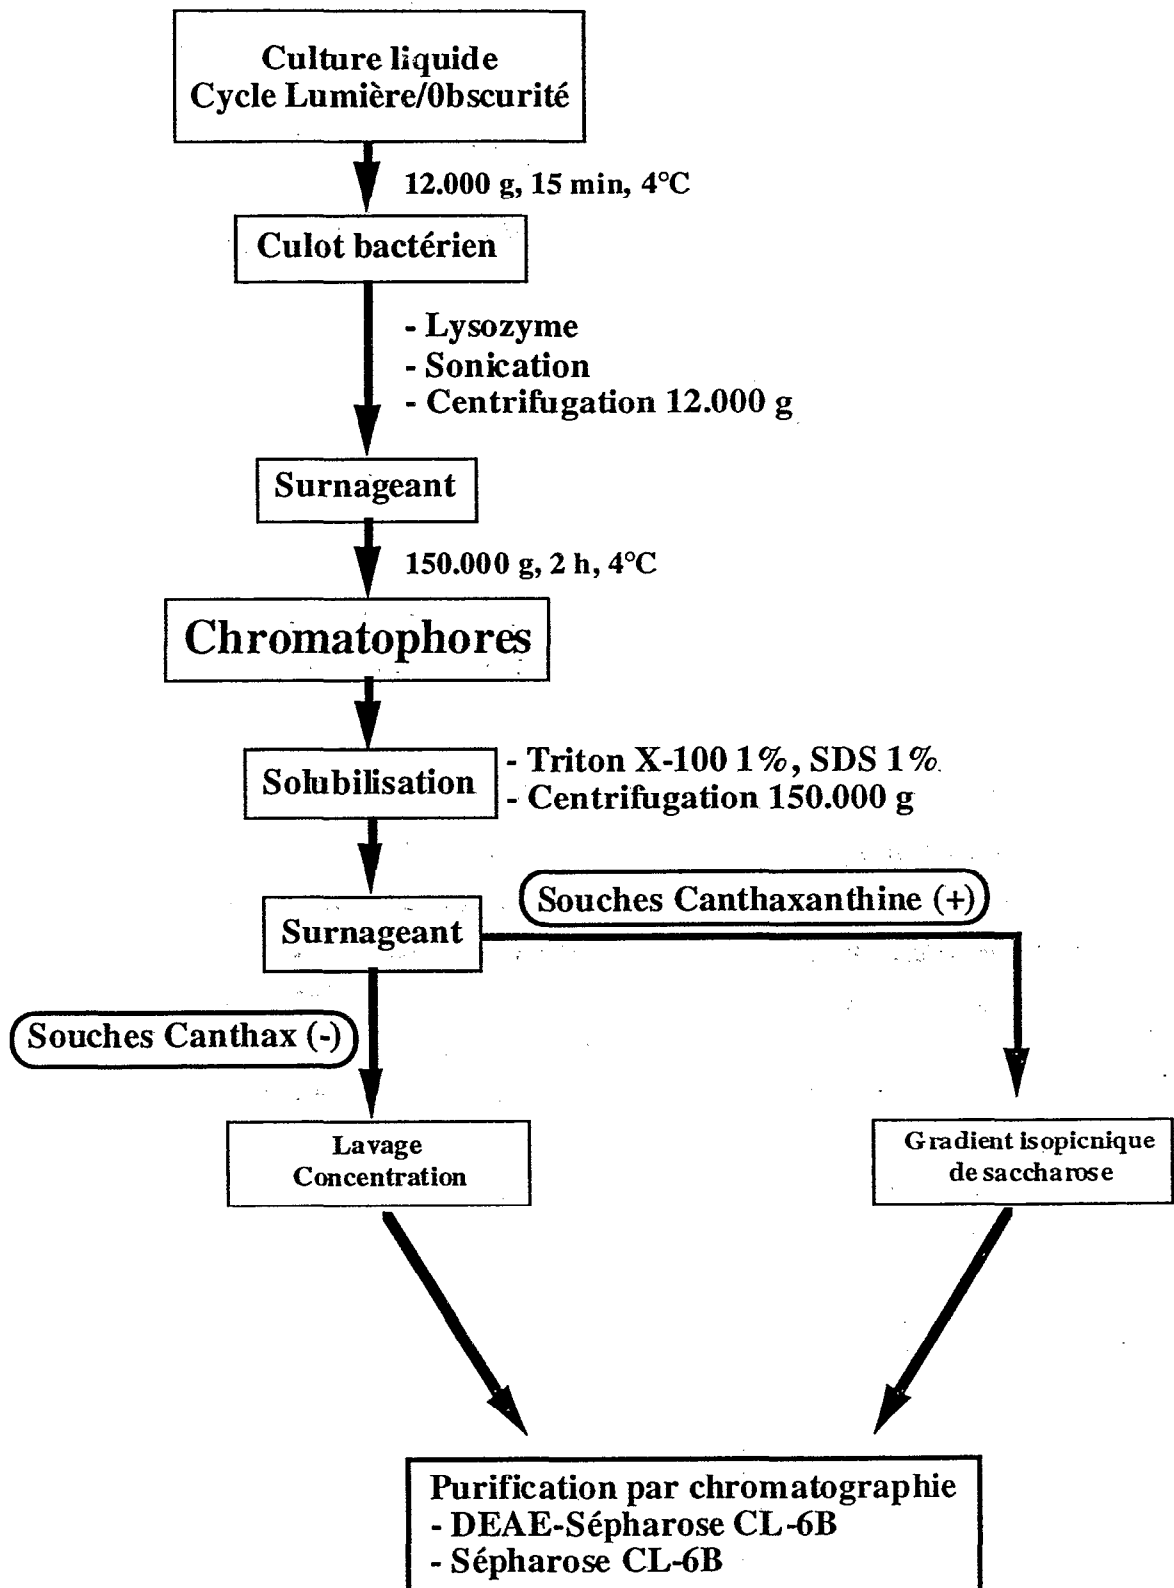 Culture liquide
Cycle Lumière/0bscurité
12.000 g, 15 min, 4°C
Culot bactérien
- Lysozyme
- Sonication
- Centrifugation 12.000 g
Surnageant
150.000 g, 2 h, 4°C
Chromatophores
Solubilisation
- Triton X-100 1%, SDS 1%
- Centrifugation 150.000 g
Souches Canthaxanthine (+)
Surnageant
Souches Canthax (-)
Lavage
Concentration
Gradient isopicnique
de saccharose
Purification par chromatographie
- DEAE-Sépharose CL-6B
- Sépharose CL-6B